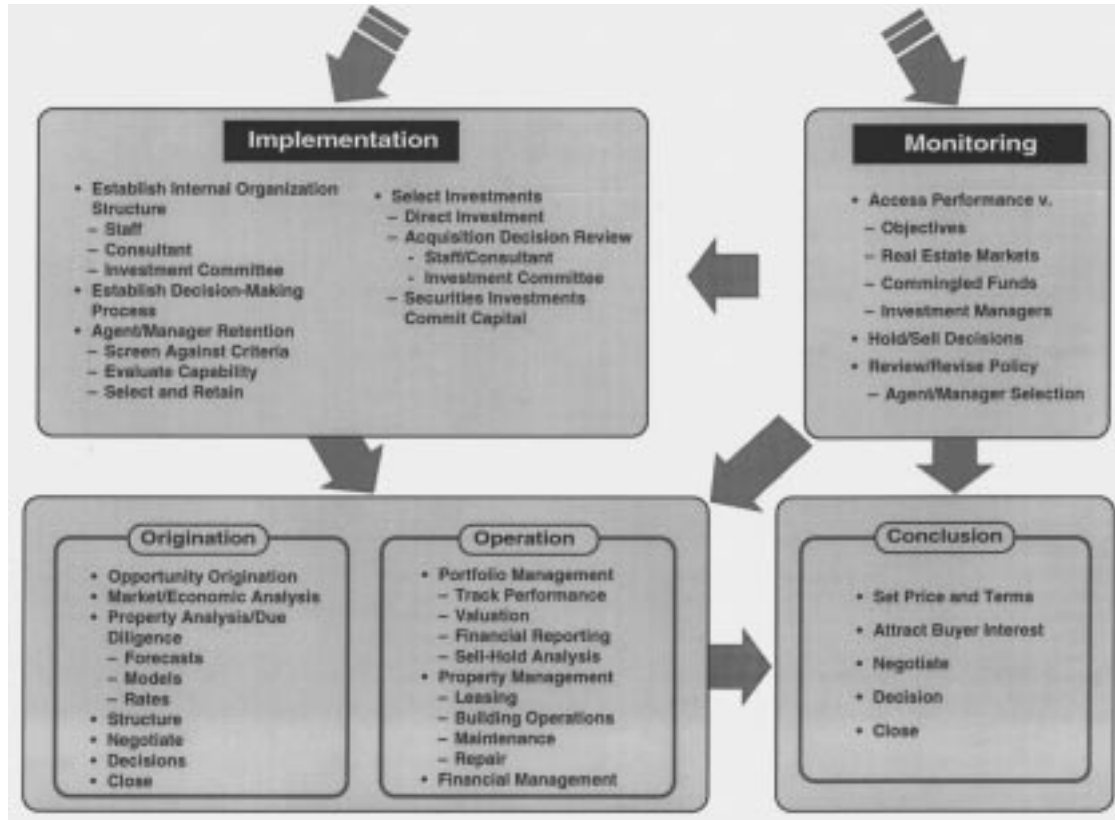 Implementation
• Establish Internal Organization
Structure
– Staff
– Consultant
– Investment Committee
• Establish Decision-Making
Process
• Agent/Manager Retention
– Screen Against Criteria
– Evaluate Capability
– Select and Retain
• Select Investments
– Direct Investment
– Acquisition Decision Review
- Staff/Consultant
- Investment Committee
– Securities Investments
Commit Capital
Monitoring
• Access Performance v.
– Objectives
– Real Estate Markets
– Commingled Funds
– Investment Managers
• Hold/Sell Decisions
• Review/Revise Policy
– Agent/Manager Selection
Origination
• Opportunity Origination
• Market/Economic Analysis
• Property Analysis/Due
Diligence
– Forecasts
– Models
– Rates
• Structure
• Negotiate
• Decisions
• Close
Operation
• Portfolio Management
– Track Performance
– Valuation
– Financial Reporting
– Sell-Hold Analysis
• Property Management
– Leasing
– Building Operations
– Maintenance
– Repair
• Financial Management
Conclusion
• Set Price and Terms
• Attract Buyer Interest
• Negotiate
• Decision
• Close